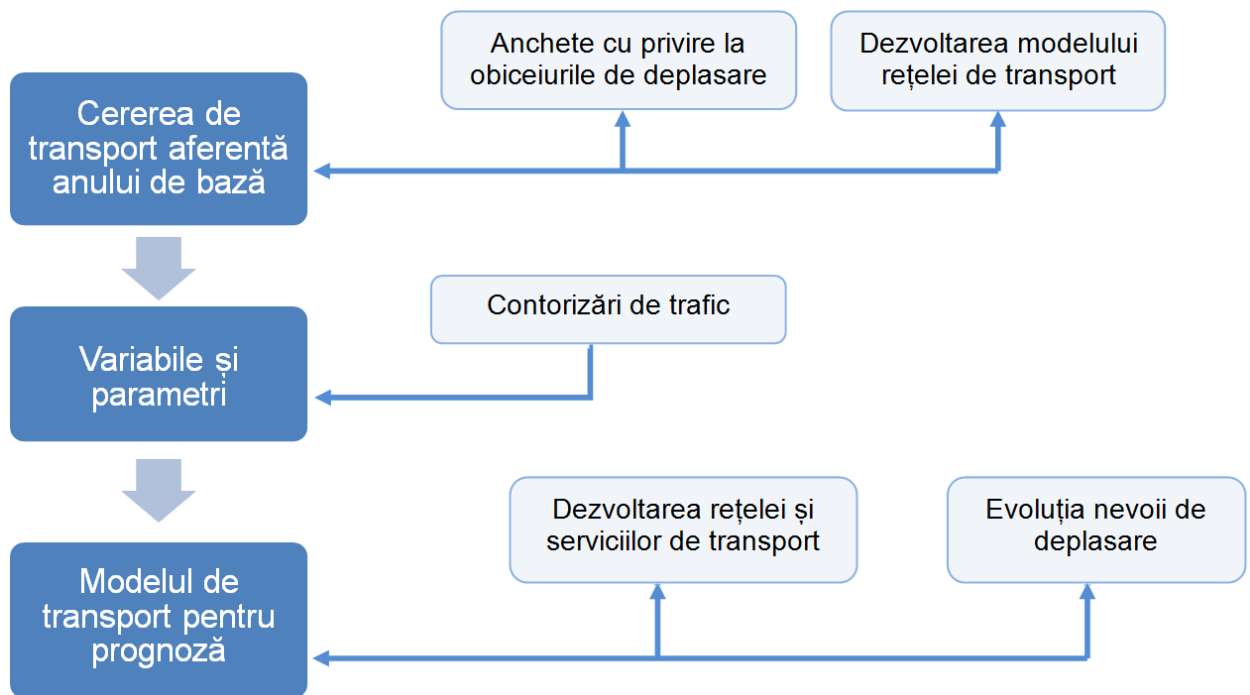 Anchete cu privire la
obiceiurile de deplasare
Dezvoltarea modelului
rețelei de transport
Cererea de
transport aferentă
anului de bază
Contorizări de trafic
Variabile și
parametri
Dezvoltarea rețelei și
serviciilor de transport
Evoluția nevoii de
deplasare
Modelul de
transport pentru
prognoză